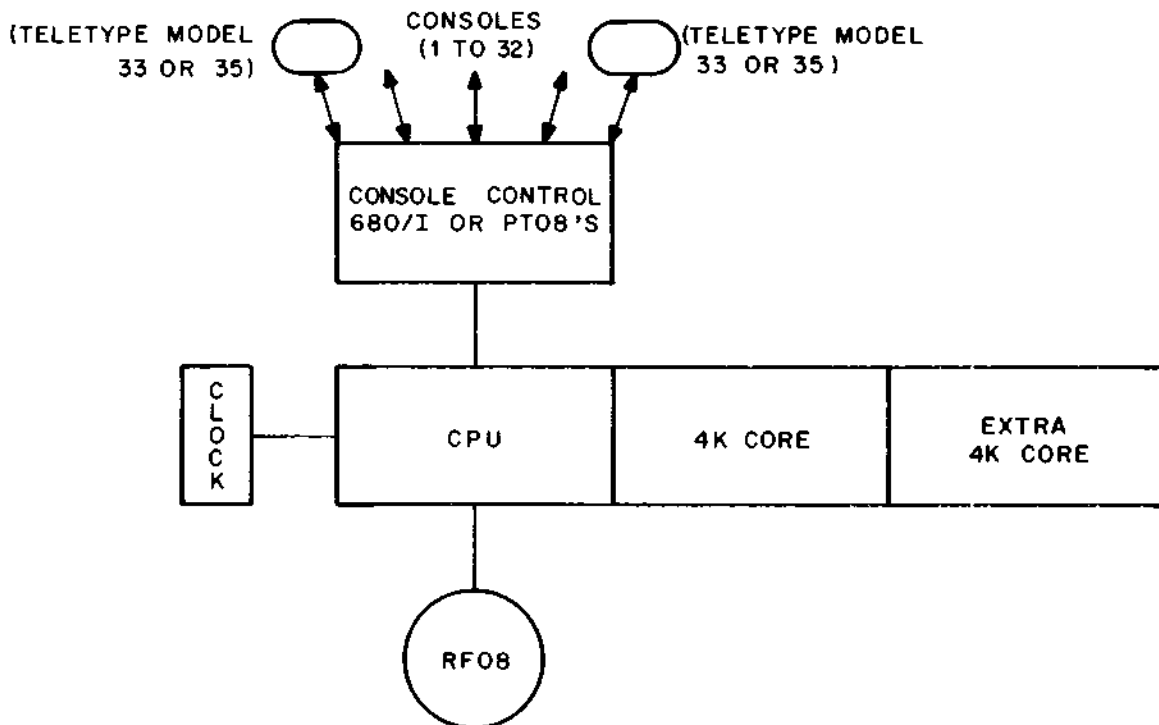 (TELETYPE MODEL
33 OR 35)
CONSOLES
(1 TO 32)
(TELETYPE MODEL
33 OR 35)
CONSOLE CONTROL
680/I OR PT08'S
CLOCK
CPU
4K CORE
EXTRA
4K CORE
RF08